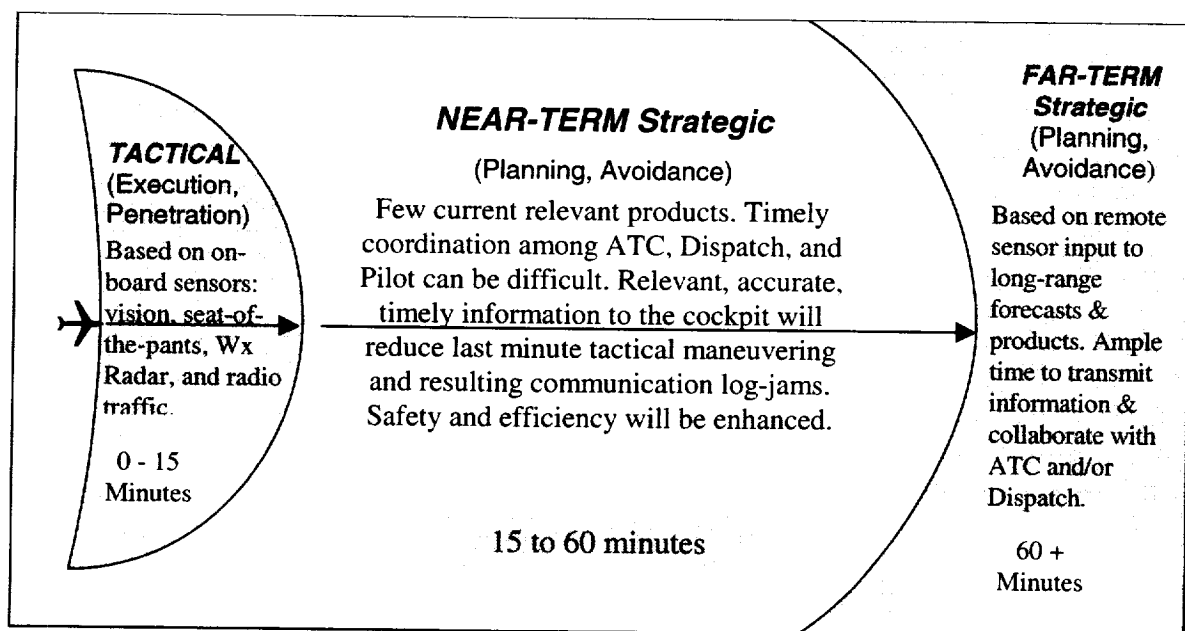 TACTICAL
(Execution,
Penetration)
Based on on-
board sensors:
vision, seat-of-
the-pants, Wx
Radar, and radio
traffic.
0 - 15
Minutes
NEAR-TERM Strategic
(Planning, Avoidance)
Few current relevant products. Timely
coordination among ATC, Dispatch, and
Pilot can be difficult. Relevant, accurate,
timely information to the cockpit will
reduce last minute tactical maneuvering
and resulting communication log-jams.
Safety and efficiency will be enhanced.
15 to 60 minutes
FAR-TERM
Strategic
(Planning,
Avoidance)
Based on remote
sensor input to
long-range
forecasts &
products. Ample
time to transmit
information &
collaborate with
ATC and/or
Dispatch.
60 +
Minutes